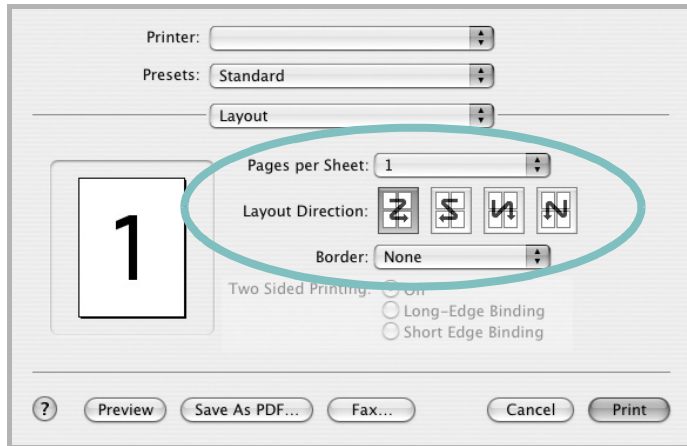 Printer:
Presets: Standard
Layout
Pages per Sheet: 1
1
Layout Direction:
Border: None
Two Sided Printing: Off
Long-Edge Binding
Short Edge Binding
? Preview Save As PDF... Fax... Cancel Print